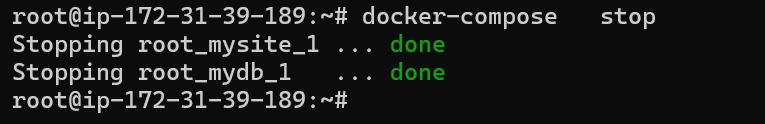 root@ip-172-31-39-189:~# docker-compose   stop
Stopping root_mysite_1 ... done
Stopping root_mydb_1   ... done
root@ip-172-31-39-189:~#